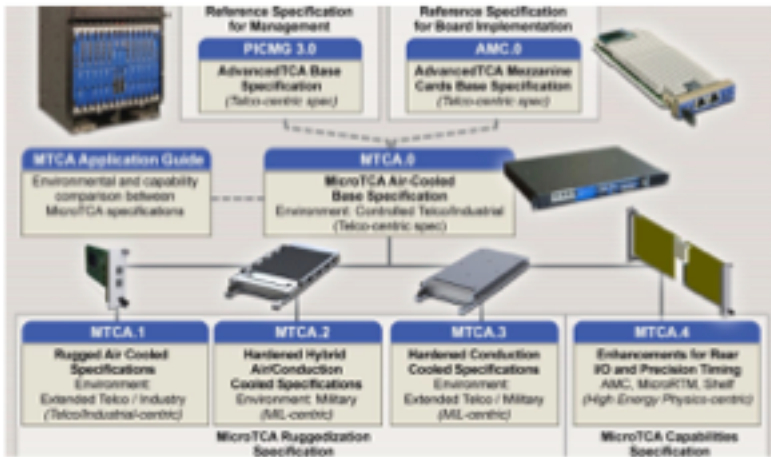 Reference Specification
for Management
Reference Specification
for Board Implementation
PICMG 3.0
AdvancedTCA Base
Specification
(Telco-centric spec)
AMC.0
AdvancedTCA Mezzanine
Cards Base Specification
(Telco-centric spec)
MTCA Application Guide
Environmental and capability
comparison between
MicroTCA specifications
MTCA.0
MicroTCA Air-Cooled
Base Specification
Environment: Controlled Telco/Industrial
(Telco-centric spec)
MTCA.1
Rugged Air Cooled
Specifications
Environment:
Extended Telco / Industry
(Telco/Industrial-centric)
MTCA.2
Hardened Hybrid
Air/Conduction
Cooled Specifications
Environment: Military
(MIL-centric)
MTCA.3
Hardened Conduction
Cooled Specifications
Environment:
Extended Telco / Military
(MIL-centric)
MTCA.4
Enhancements for Rear
I/O and Precision Timing
AMC, MicroRTM, Shelf
(High Energy Physics-centric)
MicroTCA Ruggedization
Specification
MicroTCA Capabilities
Specification